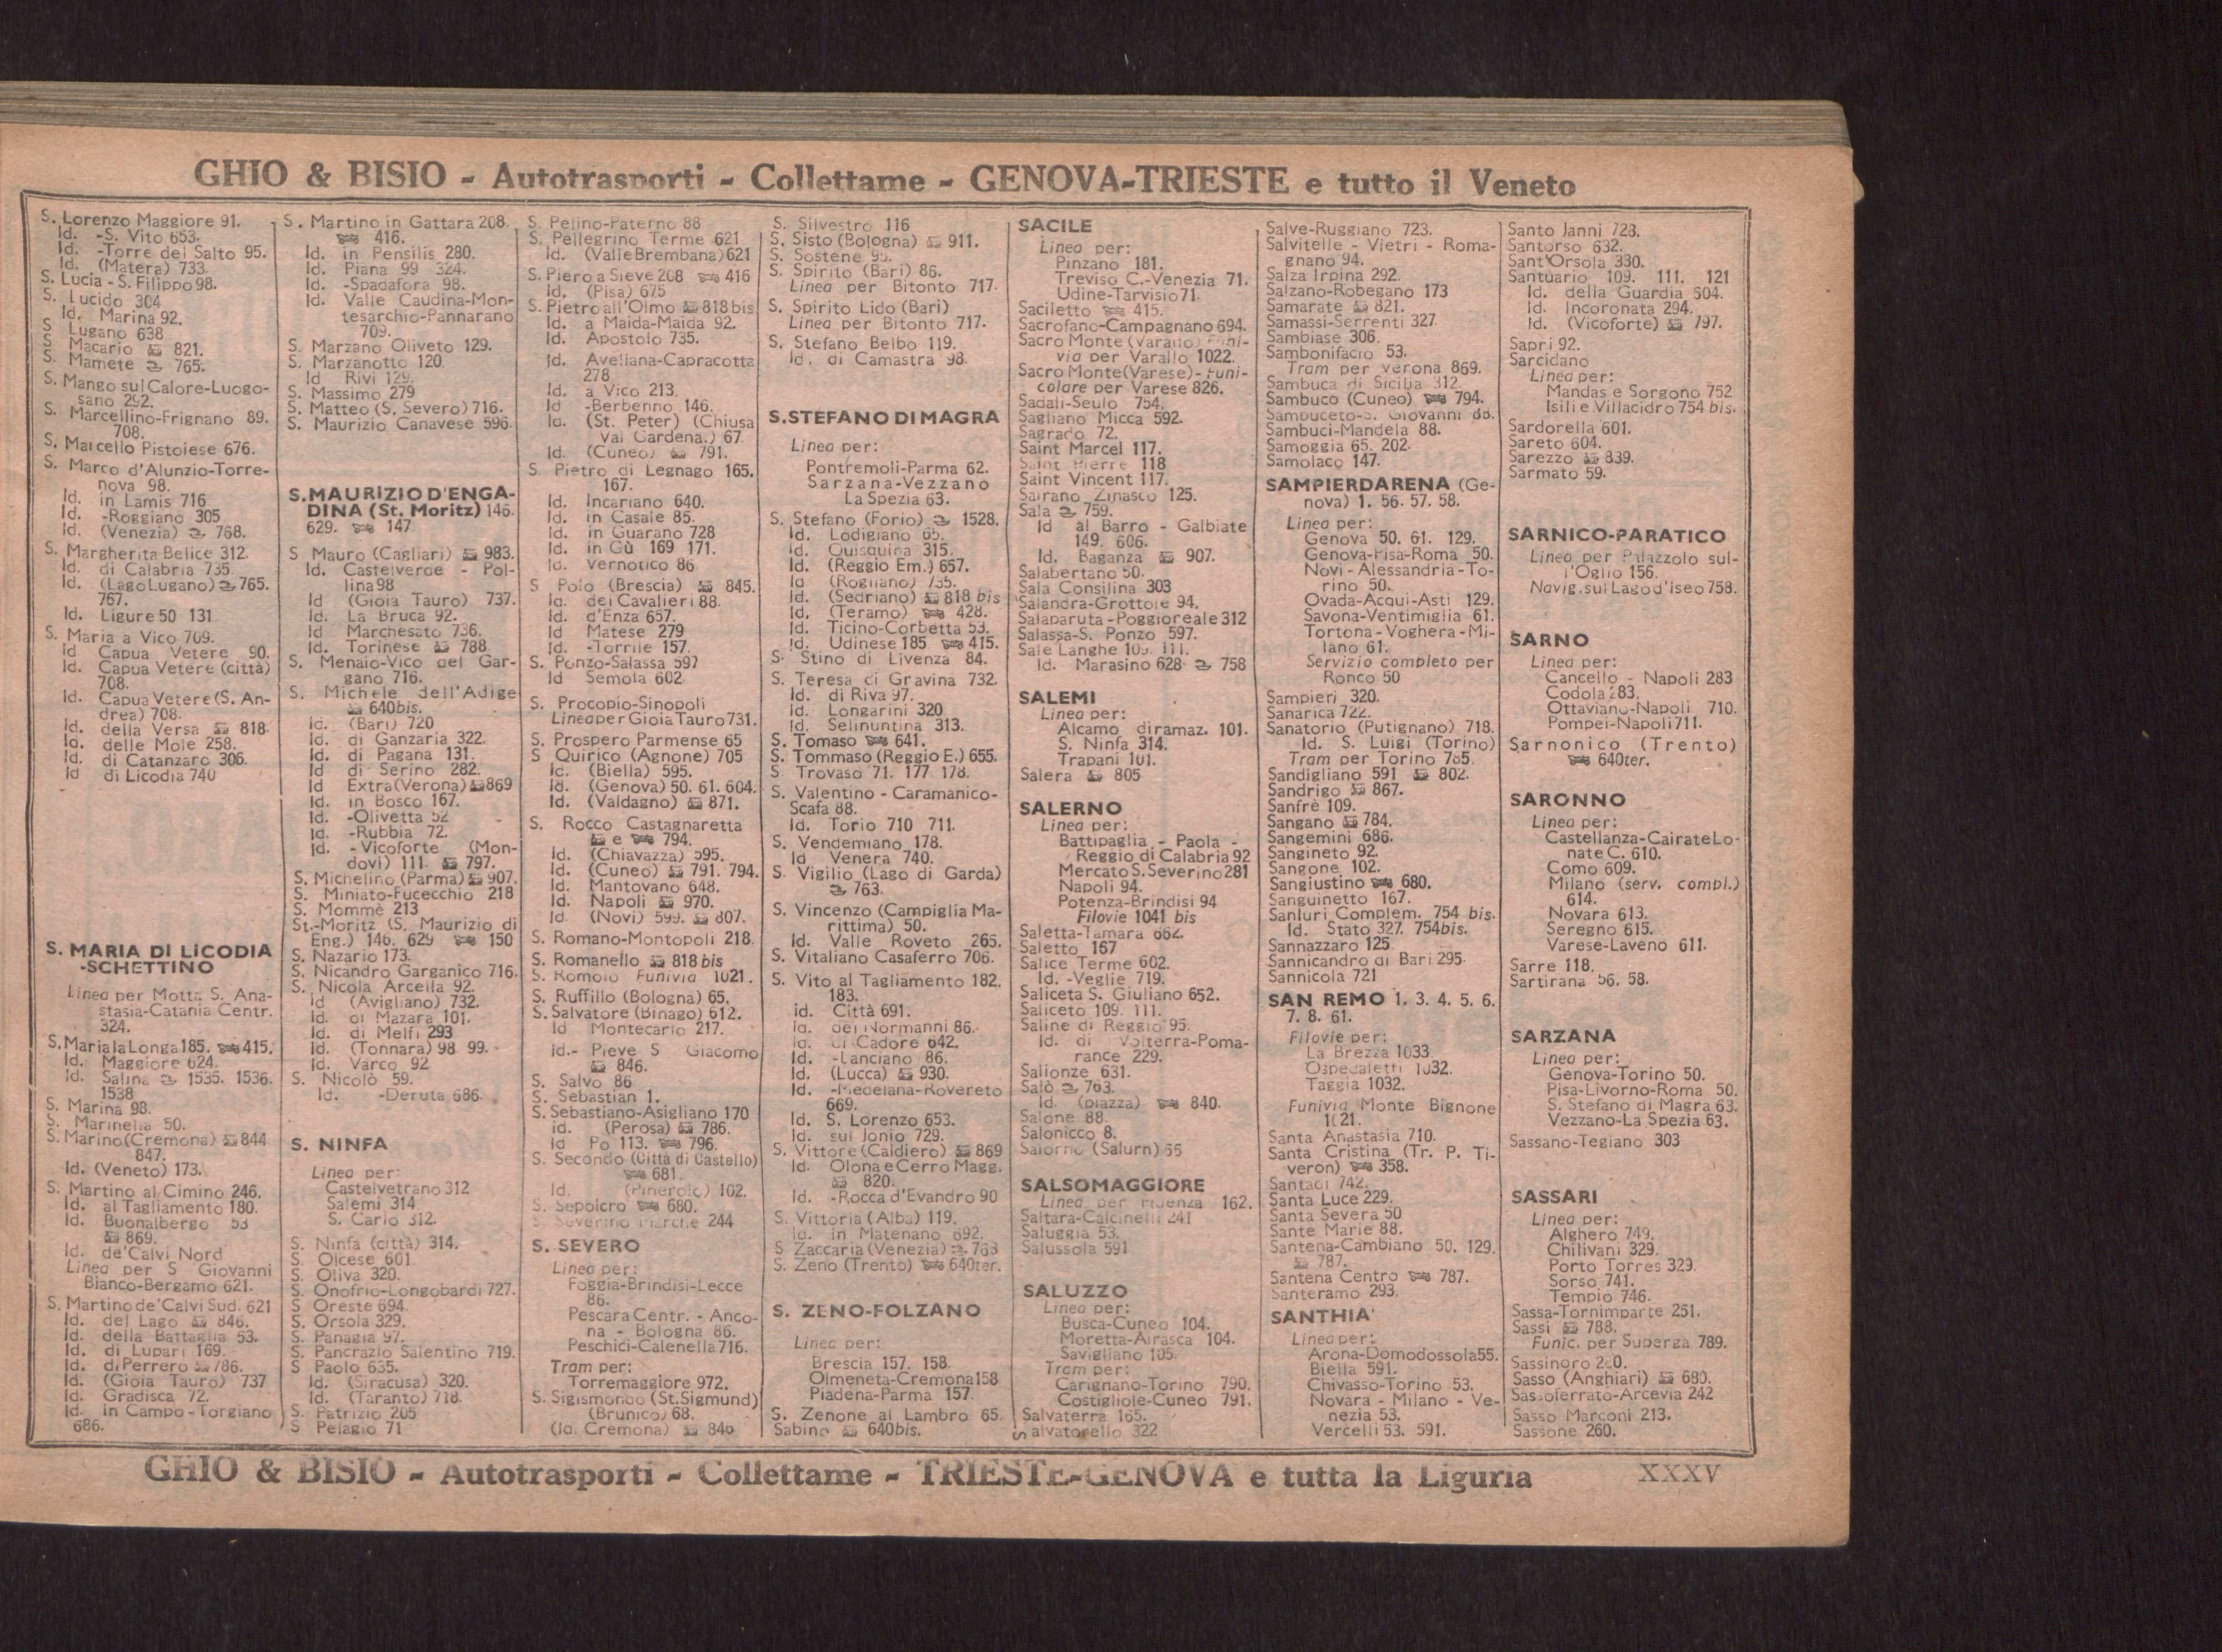 GHIO & BISIO - Autotrasporti - Collettame - GENOVA-TRIESTE e tutto il Veneto
S. Lorenzo Maggiore 91.
Id. -S. Vito 653.
Id. -Torre del Salto 95.
Id. (Matera) 733.
S. Lucia - S. Filippo 98.
S. Lucido 304
Id. Marina 92.
S Lugano 638
S Macario 821.
S Mamete 765.
S. Mango sul Calore-Luogo-
sano 292.
S. Marcellino-Frignano 89.
708.
S. Marcello Pistoiese 676.
S. Marco d'Alunzio-Torre-
nova 98.
Id. in Lamis 716
Id. -Roggiano 305
Id. (Venezia) 768.
S. Margherita Belice 312.
Id. di Calabria 735.
Id. (Lago Lugano) 765.
767.
Id. Ligure 50 131
S. Maria a Vico 709.
Id Capua Vetere 90.
Id. Capua Vetere (città)
708.
Id. Capua Vetere (S. An-
drea) 708.
Id. della Versa 818.
Id. delle Mole 258.
Id. di Catanzaro 306.
Id di Licodia 740
S. MARIA DI LICODIA
-SCHETTINO
Linea per Motta S. Ana-
stasia-Catania Centr.
324.
S. Maria la Longa 185. 415.
Id. Maggiore 624.
Id. Salina 1535. 1536.
1538
S. Marina 98.
S. Marinella 50.
S. Marino (Cremona) 844
847.
Id. (Veneto) 173.
S. Martino al Cimino 246.
Id. al Tagliamento 180.
Id. Buonalbergo 53
869.
Id. de'Calvi Nord
Linea per S Giovanni
Bianco-Bergamo 621.
S. Martino de'Calvi Sud. 621
Id. del Lago 846.
Id. della Battaglia 53.
Id. di Lupari 169.
Id. di Perrero 786.
Id. (Gioia Tauro) 737
Id. Gradisca 72.
Id. in Campo - Torgiano
686.
S. Martino in Gattara 208.
416.
Id. in Pensilis 280.
Id. Piana 99 324.
Id. -Spadafora 98.
Id. Valle Caudina-Mon-
tesarchio-Pannarano
709.
S. Marzano Oliveto 129.
S. Marzanotto 120
Id Rivi 129.
S. Massimo 279
S. Matteo (S. Severo) 716.
S. Maurizio Canavese 596.
S. MAURIZIO D'ENGA-
DINA (St. Moritz) 146.
629. 147
S Mauro (Cagliari) 983.
Id. Castelverde - Pol-
lina 98
Id (Gioia Tauro) 737.
Id. La Bruca 92.
Id Marchesato 736.
Id. Torinese 788
S. Menaio-Vico del Gar-
gano 716.
S. Michele dell'Adige
640bis.
Id. (Bari) 720
Id. di Ganzaria 322.
Id. di Pagana 131.
Id di Serino 282.
Id Extra (Verona) 869
Id. in Bosco 167.
Id. -Olivetta 52
Id. -Rubbia 72.
Id. -Vicoforte (Mon-
dovì) 111. 797.
S. Michelino (Parma) 907.
S. Miniato-Fucecchio 218
S. Mommè 213
St.-Moritz (S. Maurizio di
Eng.) 146. 629 150
S. Nazario 173.
S. Nicandro Garganico 716.
S. Nicola Arcella 92.
Id (Avigliano) 732.
Id. di Mazara 101.
Id. di Melfi 293
Id. (Tonnara) 98 99.
Id. Varco 92
S. Nicolò 59.
Id. -Deruta 686.
S. NINFA
Linea per:
Castelvetrano 312
Salemi 314
S. Carlo 312.
S. Ninfa (città) 314.
S Olcese 601.
S. Oliva 320.
S. Onofrio-Longobardi 727.
S Oreste 694.
S. Orsola 329.
S. Panagia 97.
S. Pancrazio Salentino 719.
S Paolo 635.
Id. (Siracusa) 320.
Id. (Taranto) 718.
S. Patrizio 205
S Pelagio 71
S. Pelino-Paterno 88
S. Pellegrino Terme 621
Id. (Valle Brembana) 621
S. Piero a Sieve 208 416
Id. (Pisa) 675
S. Pietro all'Olmo 818 bis
Id. a Maida-Maida 92.
Id. Apostolo 735.
Id. Avellana-Capracotta
278
Id. a Vico 213.
Id -Berbenno 146.
Id. (St. Peter) (Chiusa
Val Gardena.) 67
Id. (Cuneo) 791.
S. Pietro di Legnago 165.
167.
Id. Incariano 640.
Id. in Casale 85.
Id. in Guarano 728
Id. in Gù 169 171.
Id. Vernotico 86
S Polo (Brescia) 845.
Id. dei Cavalieri 88.
Id. d'Enza 657.
Id Matese 279
Id. -Torrile 157.
S. Ponzo-Salassa 597
Id Semola 602
S. Procopio-Sinopoli
Linea per Gioia Tauro 731.
S. Prospero Parmense 65
S Quirico (Agnone) 705
Id. (Biella) 595.
Id. (Genova) 50. 61. 604.
Id. (Valdagno) 871.
S. Rocco Castagnaretta
e 794.
Id. (Chiavazza) 595.
Id. (Cuneo) 791. 794.
Id. Mantovano 648.
Id. Napoli 970.
Id (Novi) 599. 807.
S. Romano-Montopoli 218.
S. Romanello 818 bis
S. Romolo Funivia 1021.
S. Ruffillo (Bologna) 65.
S. Salvatore (Binago) 612.
Id Montecarlo 217.
Id.- Pieve S Giacomo
846.
S. Salvo 86
S. Sebastian 1.
S. Sebastiano-Asigliano 170
id. (Perosa) 786.
Id Po 113. 796.
S. Secondo (Città di Castello)
681.
Id. (Pinerolo) 102.
S. Sepolcro 680.
S. Severino Marche 244
S. SEVERO
Linea per:
Foggia-Brindisi-Lecce
86.
Pescara Centr. - Anco-
na - Bologna 86.
Peschici-Calenella 716.
Tram per:
Torremaggiore 972.
S. Sigismondo (St. Sigmund)
(Brunico) 68.
(Id. Cremona) 846
S. Silvestro 116
S. Sisto (Bologna) 911.
S. Sostene 95.
S. Spirito (Bari) 86.
Linea per Bitonto 717.
S. Spirito Lido (Bari)
Linea per Bitonto 717.
S. Stefano Belbo 119.
Id. di Camastra 98.
S. STEFANO DI MAGRA
Linea per:
Pontremoli-Parma 62.
Sarzana-Vezzano
La Spezia 63.
S. Stefano (Forio) 1528.
Id. Lodigiano 65.
Id. Quisquina 315.
Id. (Reggio Em.) 657.
Id (Rogliano) 735.
Id. (Sedriano) 818 bis
Id. (Teramo) 428.
Id. Ticino-Corbetta 53.
Id. Udinese 185 415.
S. Stino di Livenza 84.
S. Teresa di Gravina 732.
Id. di Riva 97.
Id. Longarini 320
Id. Selinuntina 313.
S. Tomaso 641.
S. Tommaso (Reggio E.) 655.
S Trovaso 71. 177 178.
S. Valentino - Caramanico-
Scafa 88.
Id. Torio 710 711.
S. Vendemiano 178.
Id Venera 740.
S. Vigilio (Lago di Garda)
763.
S. Vincenzo (Campiglia Ma-
rittima) 50.
Id. Valle Roveto 265.
S. Vitaliano Casaferro 706.
S. Vito al Tagliamento 182.
183.
id. Città 691.
Id. dei Normanni 86.
Id. di Cadore 642.
Id. -Lanciano 86.
Id. (Lucca) 930.
Id. -Medelana-Rovereto
669.
Id. S. Lorenzo 653.
Id. sul Jonio 729.
S. Vittore (Caldiero) 869
Id. Olona e Cerro Magg.
820.
Id. -Rocca d'Evandro 90
S. Vittoria (Alba) 119.
Id. in Matenano 692.
S Zaccaria (Venezia) 763
S. Zeno (Trento) 640ter.
S. ZENO-FOLZANO
Linea per:
Brescia 157. 158.
Olmeneta-Cremona 158
Piadena-Parma 157.
S. Zenone al Lambro 65.
Sabina 640bis.
SACILE
Linea per:
Pinzano 181.
Treviso C.-Venezia 71.
Udine-Tarvisio 71.
Saciletto 415.
Sacrofano-Campagnano 694.
Sacro Monte (Varallo) Funi-
via per Varallo 1022.
Sacro Monte (Varese) - Funi-
colare per Varese 826.
Sadali-Seulo 754.
Sagliano Micca 592.
Sagrado 72.
Saint Marcel 117.
Saint Pierre 118
Saint Vincent 117.
Sairano Zinasco 125.
Sala 759.
Id al Barro - Galbiate
149. 606.
Id. Baganza 907.
Salabertano 50.
Sala Consilina 303
Salandra-Grottole 94.
Salaparuta - Poggioreale 312
Salassa-S. Ponzo 597.
Sale Langhe 109. 111.
Id. Marasino 628 758
SALEMI
Linea per:
Alcamo diramaz. 101.
S. Ninfa 314.
Trapani 101.
Salera 805
SALERNO
Linea per:
Battipaglia - Paola -
Reggio di Calabria 92
Mercato S. Severino 281
Napoli 94.
Potenza-Brindisi 94
Filovie 1041 bis
Saletta-Tamara 662.
Saletto 167
Salice Terme 602.
Id. -Veglie 719.
Saliceta S. Giuliano 652.
Saliceto 109. 111.
Saline di Reggio 95.
Id. di Volterra-Poma-
rance 229.
Salionze 631.
Salò 763.
Id (piazza) 840.
Salone 88.
Salonicco 8.
Salorno (Salurn) 65
SALSOMAGGIORE
Linea per Fidenza 162.
Saltara-Calcinelli 241
Saluggia 53.
Salussola 591
SALUZZO
Linea per:
Busca-Cuneo 104.
Moretta-Airasca 104.
Savigliano 105
Tram per:
Carignano-Torino 790.
Costigliole-Cuneo 791.
Salvaterra 165.
Salvatorello 322
Salve-Ruggiano 723.
Salvitelle - Vietri - Roma-
gnano 94.
Salza Irpina 292.
Salzano-Robegano 173
Samarate 821.
Samassi-Serrenti 327.
Sambiase 306.
Sambonifacio 53.
Tram per Verona 869.
Sambuca di Sicilia 312.
Sambuco (Cuneo) 794.
Sambuceto-S. Giovanni 88.
Sambuci-Mandela 88.
Samoggia 65. 202.
Samolaco 147.
SAMPIERDARENA (Ge-
nova) 1. 56. 57. 58.
Linea per:
Genova 50. 61. 129.
Genova-Pisa-Roma 50.
Novi - Alessandria - To-
rino 50.
Ovada-Acqui-Asti 129.
Savona-Ventimiglia 61.
Tortona - Voghera - Mi-
lano 61.
Servizio completo per
Ronco 50
Sampieri 320.
Sanarica 722.
Sanatorio (Putignano) 718.
Id. S. Luigi (Torino)
Tram per Torino 785.
Sandigliano 591 802.
Sandrigo 867.
Sanfrè 109.
Sangano 784.
Sangemini 686.
Sangineto 92.
Sangone 102.
Sangiustino 680.
Sanguinetto 167.
Sanluri Complem. 754 bis.
Id. Stato 327. 754bis.
Sannazzaro 125
Sannicandro di Bari 295.
Sannicola 721
SAN REMO 1. 3. 4. 5. 6.
7. 8. 61.
Filovie per:
La Brezza 1033
Ospedaletti 1032.
Taggia 1032.
Funivia Monte Bignone
1021.
Santa Anastasia 710.
Santa Cristina (Tr. P. Ti-
veron) 358.
Santadi 742.
Santa Luce 229.
Santa Severa 50
Sante Marie 88.
Santena-Cambiano 50. 129.
787.
Santena Centro 787.
Santeramo 293.
SANTHIA'
Linea per:
Arona-Domodossola 55.
Biella 591.
Chivasso-Torino 53.
Novara - Milano - Ve-
nezia 53.
Vercelli 53. 591.
Santo Janni 728.
Santorso 632.
Sant'Orsola 330.
Santuario 109. 111. 121
Id. della Guardia 604.
Id. Incoronata 294.
Id. (Vicoforte) 797.
Sapri 92.
Sarcidano
Linea per:
Mandas e Sorgono 752
Isili e Villacidro 754 bis.
Sardorella 601.
Sareto 604.
Sarezzo 839.
Sarmato 59.
SARNICO-PARATICO
Linea per Palazzolo sul-
l'Oglio 156.
Navig. sul Lago d'Iseo 758.
SARNO
Linea per:
Cancello - Napoli 283
Codola 283.
Ottaviano-Napoli 710.
Pompei-Napoli 711.
Sarnonico (Trento)
640ter.
SARONNO
Linea per:
Castellanza-Cairate Lo-
nate C. 610.
Como 609.
Milano (serv. compl.)
614.
Novara 613.
Seregno 615.
Varese-Laveno 611.
Sarre 118.
Sartirana 56. 58.
SARZANA
Linea per:
Genova-Torino 50.
Pisa-Livorno-Roma 50.
S. Stefano di Magra 63.
Vezzano-La Spezia 63.
Sassano-Tegiano 303
SASSARI
Linea per:
Alghero 749.
Chilivani 329.
Porto Torres 329.
Sorso 741.
Tempio 746.
Sassa-Tornimparte 251.
Sassi 788.
Funic. per Superga 789.
Sassinoro 280.
Sasso (Anghiari) 680.
Sassoferrato-Arcevia 242
Sasso Marconi 213.
Sassone 260.
GHIO & BISIO - Autotrasporti - Collettame - TRIESTE-GENOVA e tutta la Liguria XXXV